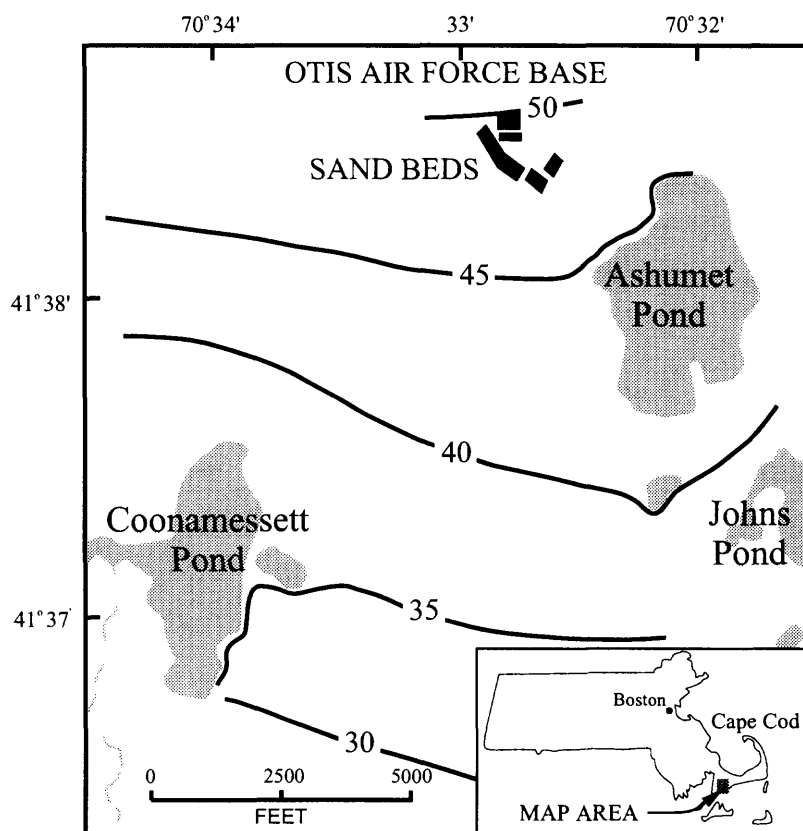 70°34' 33' 70°32'
OTIS AIR FORCE BASE
50
SAND BEDS
45
Ashumet
Pond
41°38'
40
Coonamessett
Pond
Johns
Pond
35
41°37'
30
0 2500 5000
FEET
Boston
Cape Cod
MAP AREA